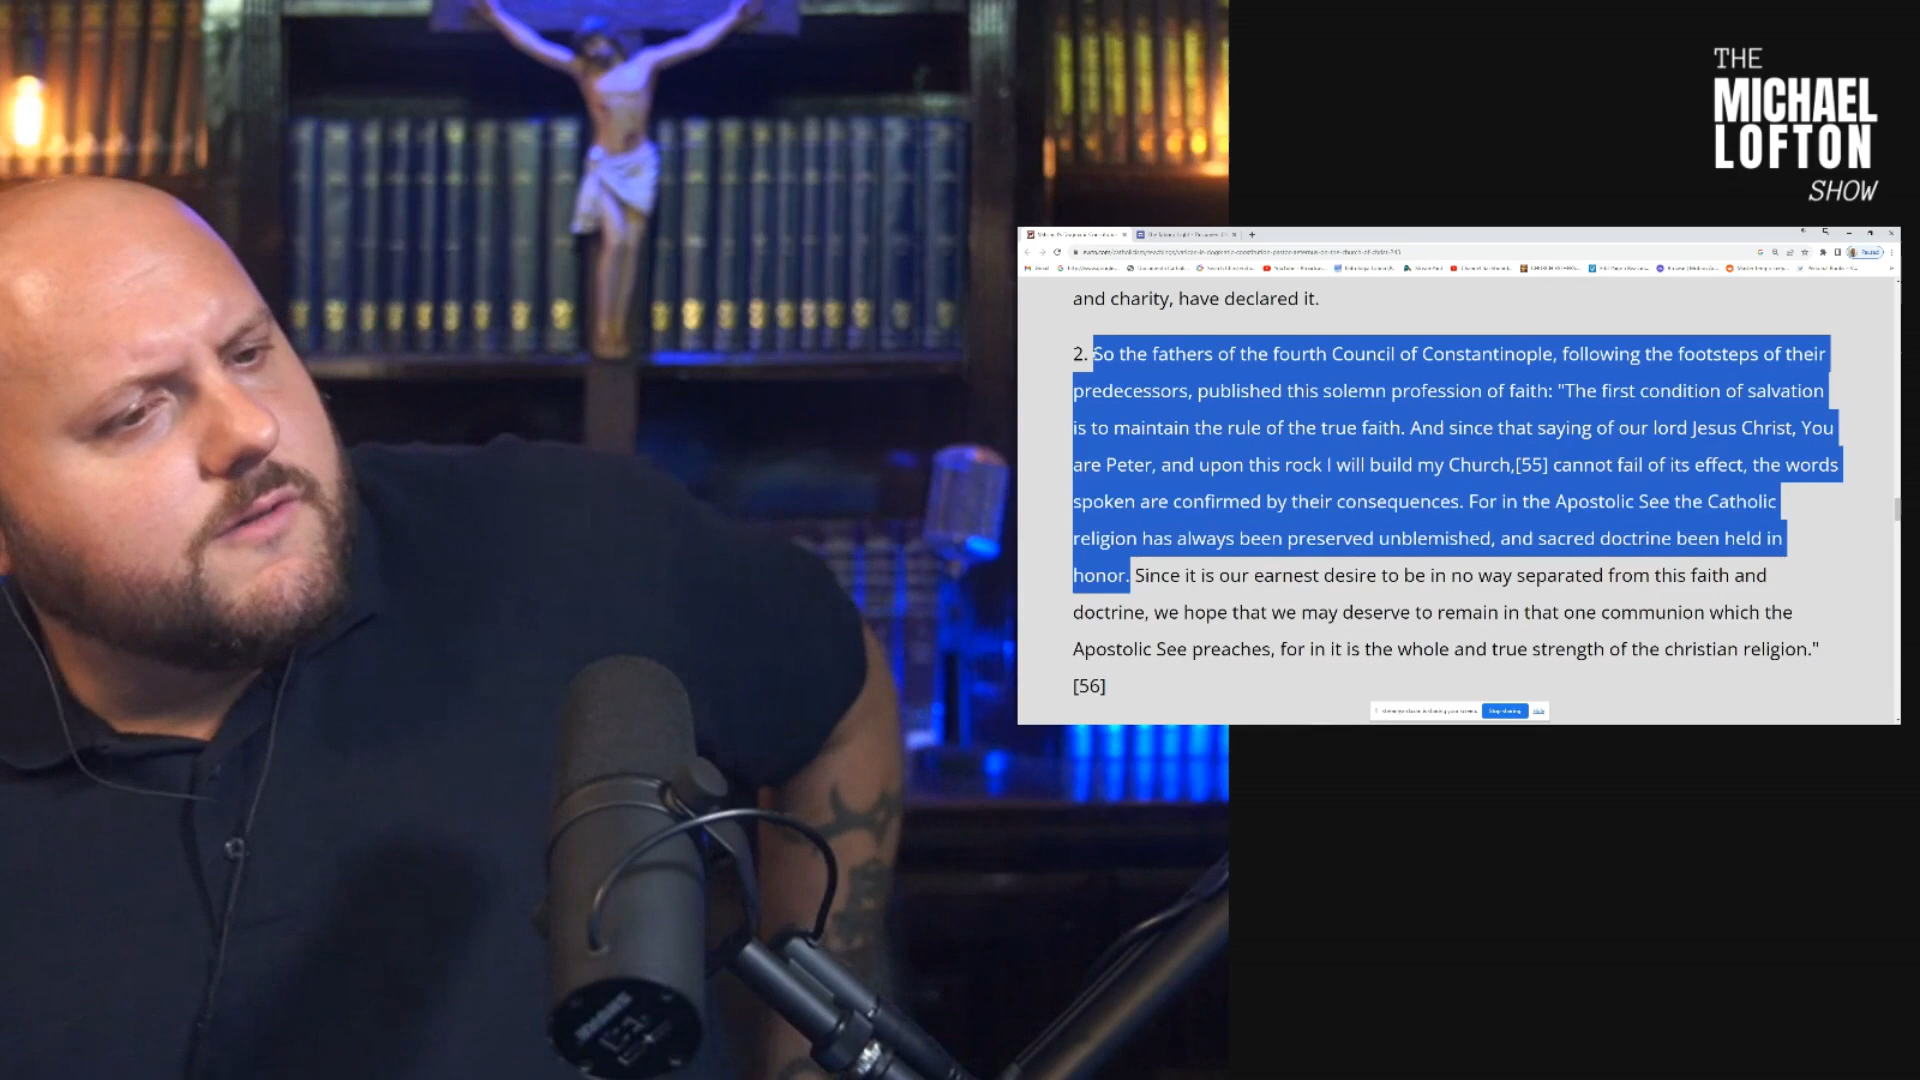 THE
MICHAEL
LOFTON
SHOW
and charity, have declared it.
2. So the fathers of the fourth Council of Constantinople, following the footsteps of their
predecessors, published this solemn profession of faith: "The first condition of salvation
is to maintain the rule of the true faith. And since that saying of our lord Jesus Christ, You
are Peter, and upon this rock I will build my Church,[55] cannot fail of its effect, the words
spoken are confirmed by their consequences. For in the Apostolic See the Catholic
religion has always been preserved unblemished, and sacred doctrine been held in
honor. Since it is our earnest desire to be in no way separated from this faith and
doctrine, we hope that we may deserve to remain in that one communion which the
Apostolic See preaches, for in it is the whole and true strength of the christian religion."
[56]
Stop sharing